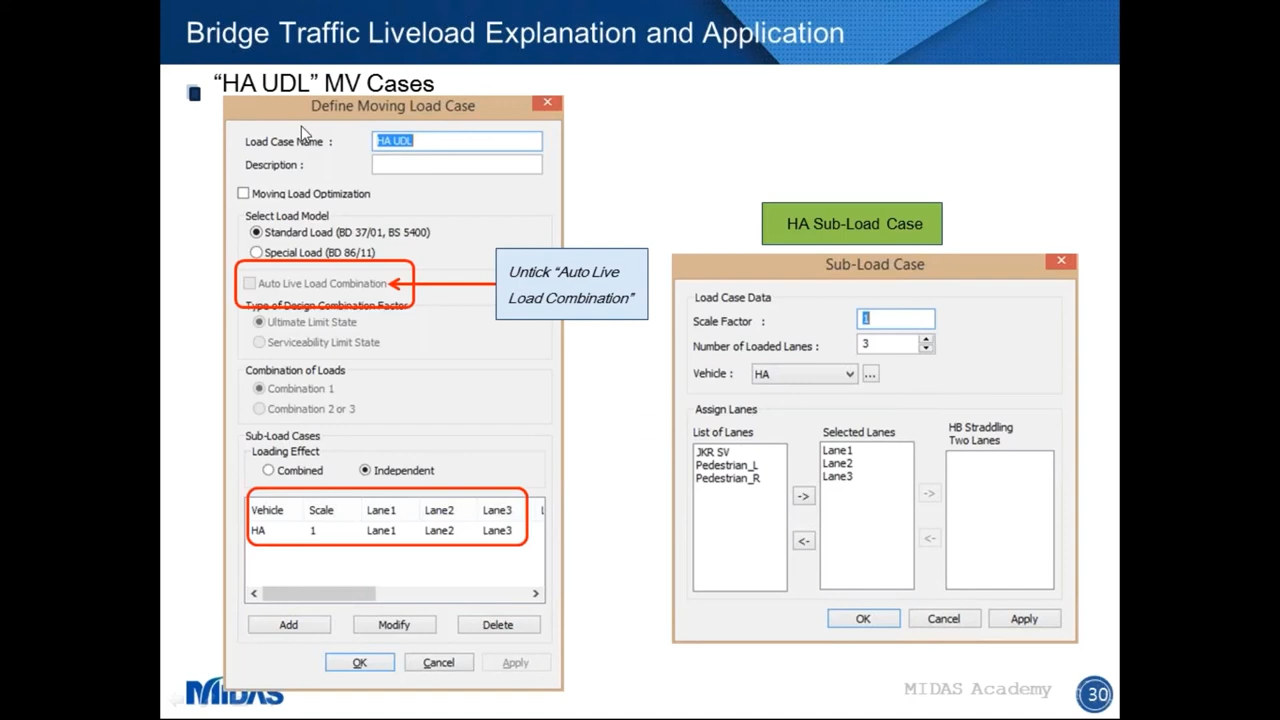 Bridge Traffic Liveload Explanation and Application
“HA UDL” MV Cases
Define Moving Load Case
Load Case Name :
HA UDL
Description :
Moving Load Optimization
Select Load Model
Standard Load (BD 37/01, BS 5400)
Special Load (BD 86/11)
Auto Live Load Combination
Untick “Auto Live
Load Combination”
Type of Design Combination Factor
Ultimate Limit State
Serviceability Limit State
Combination of Loads
Combination 1
Combination 2 or 3
Sub-Load Cases
Loading Effect
Combined Independent
Vehicle Scale Lane1 Lane2 Lane3
HA 1 Lane1 Lane2 Lane3
Add Modify Delete
OK Cancel Apply
HA Sub-Load Case
Sub-Load Case
Load Case Data
Scale Factor : 1
Number of Loaded Lanes : 3
Vehicle : HA ...
Assign Lanes
List of Lanes
JKR SV
Pedestrian_L
Pedestrian_R
->
<-
Selected Lanes
Lane1
Lane2
Lane3
->
<-
HB Straddling
Two Lanes
OK Cancel Apply
MIDAS
MIDAS Academy
30